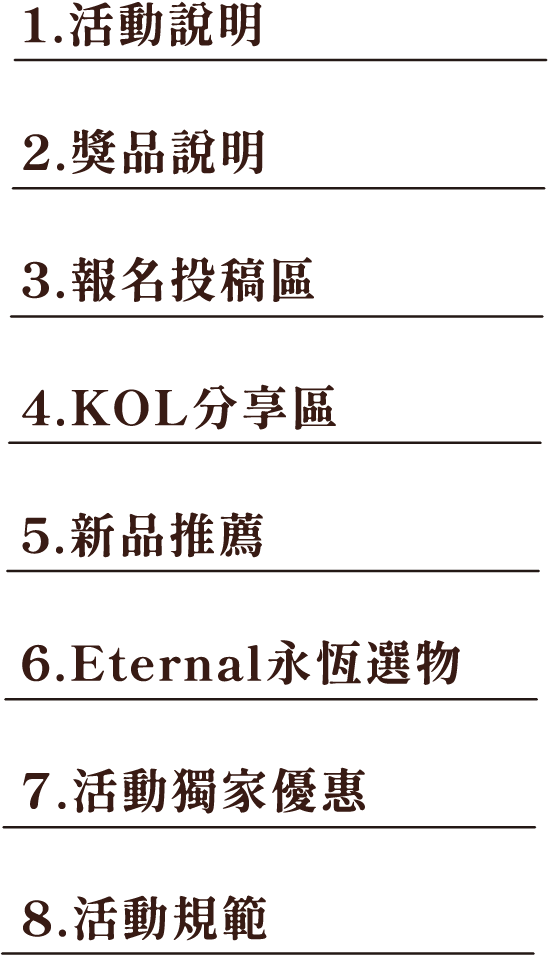 1.活動說明
2.獎品說明
3.報名投稿區
4.KOL分享區
5.新品推薦
6.Eternal永恆選物
7.活動獨家優惠
8.活動規範